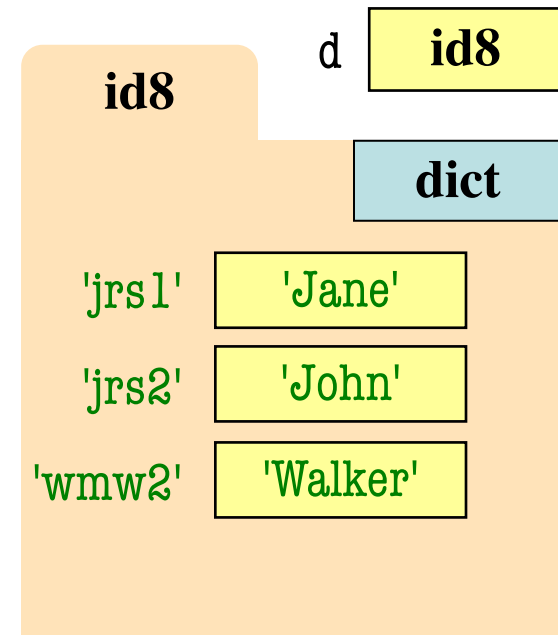 d id8
id8
dict
'jrs1' 'Jane'
'jrs2' 'John'
'wmw2' 'Walker'